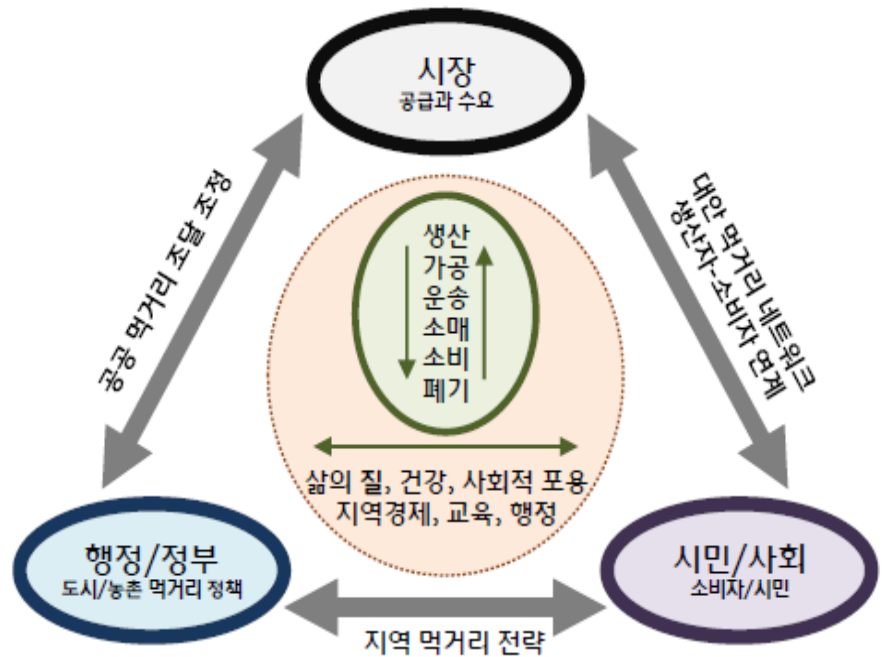 시장
공급과 수요
공공 먹거리 조달 조정
대안 먹거리 네트워크
생산자-소비자 연계
생산
가공
운송
소매
소비
폐기
삶의 질, 건강, 사회적 포용
지역경제, 교육, 행정
행정/정부
도시/농촌 먹거리 정책
시민/사회
소비자/시민
지역 먹거리 전략